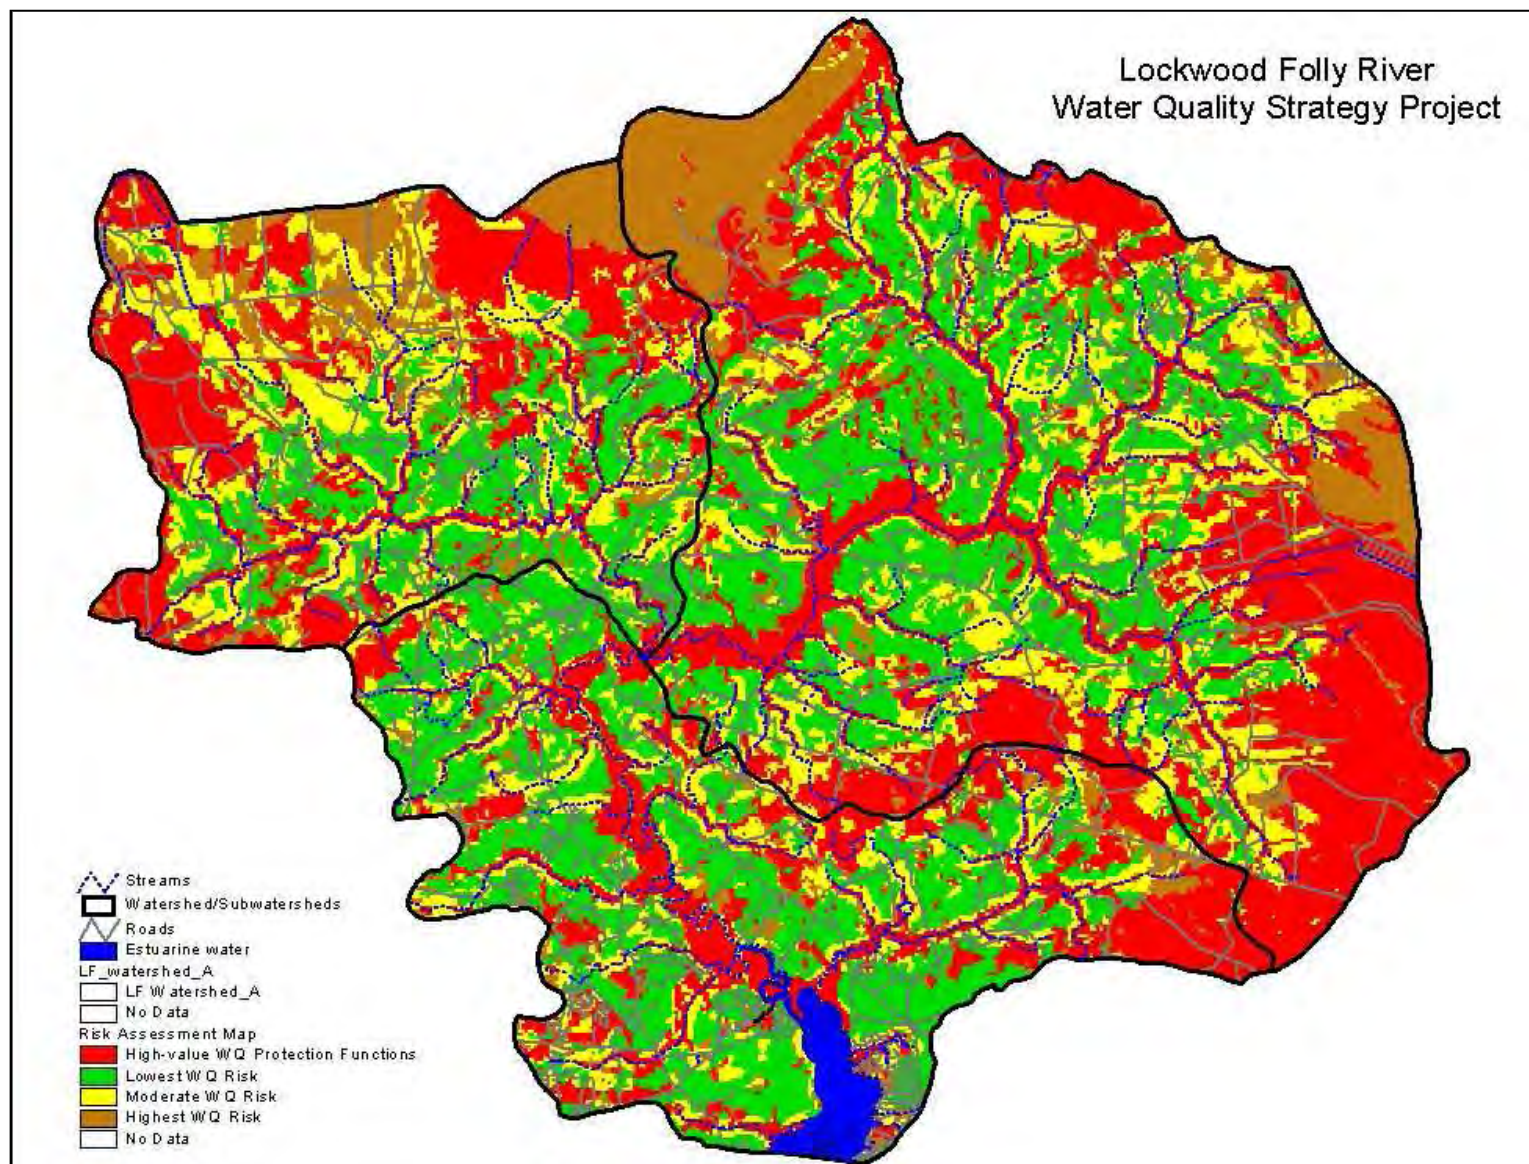 Lockwood Folly River
Water Quality Strategy Project
Streams
Watershed/Subwatersheds
Roads
Estuarine water
LF_watershed_A
LF Watershed_A
No Data
Risk Assessment Map
High-value WQ Protection Functions
Lowest WQ Risk
Moderate WQ Risk
Highest WQ Risk
No Data